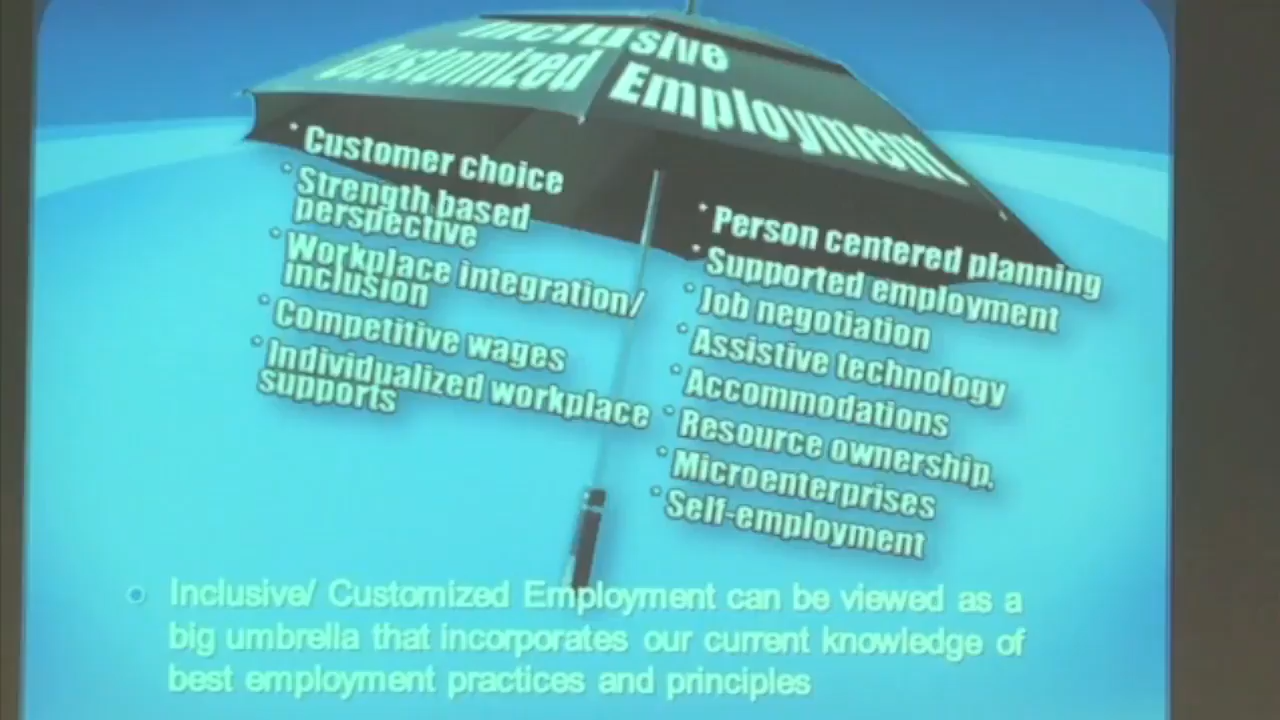 Inclusive
Customized Employment
* Customer choice
* Strength based
perspective
* Workplace integration/
inclusion
* Competitive wages
* Individualized workplace
supports
* Person centered planning
* Supported employment
* Job negotiation
* Assistive technology
* Accommodations
* Resource ownership,
* Microenterprises
* Self-employment
Inclusive/ Customized Employment can be viewed as a
big umbrella that incorporates our current knowledge of
best employment practices and principles